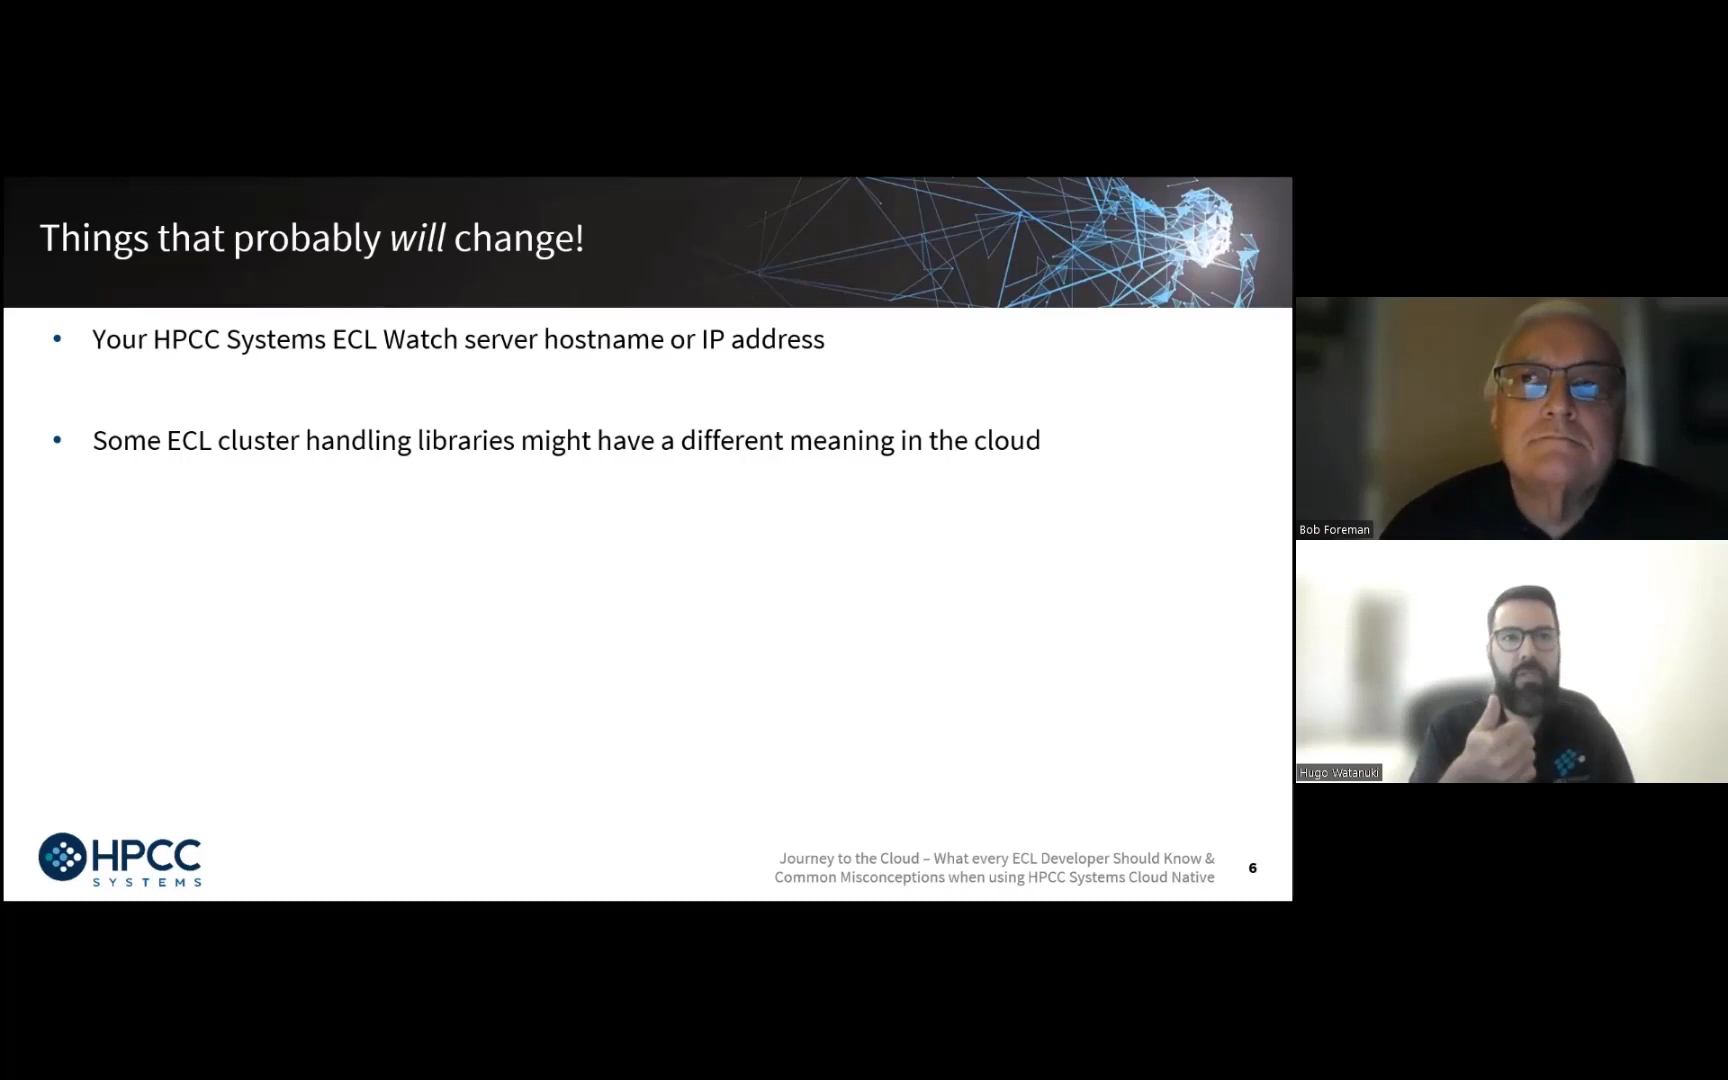 Things that probably will change!
• Your HPCC Systems ECL Watch server hostname or IP address
• Some ECL cluster handling libraries might have a different meaning in the cloud
HPCC
SYSTEMS
Journey to the Cloud – What every ECL Developer Should Know &
Common Misconceptions when using HPCC Systems Cloud Native
6
Bob Foreman
Hugo Watanuki